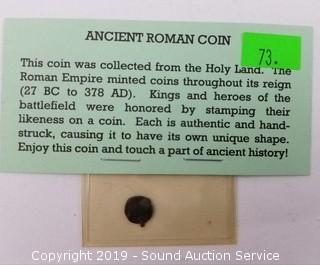 ANCIENT ROMAN COIN
73.
This coin was collected from the Holy Land. The
Roman Empire minted coins throughout its reign
(27 BC to 378 AD). Kings and heroes of the
battlefield were honored by stamping their
likeness on a coin. Each is authentic and hand-
struck, causing it to have its own unique shape.
Enjoy this coin and touch a part of ancient history!
Copyright 2019 - Sound Auction Service